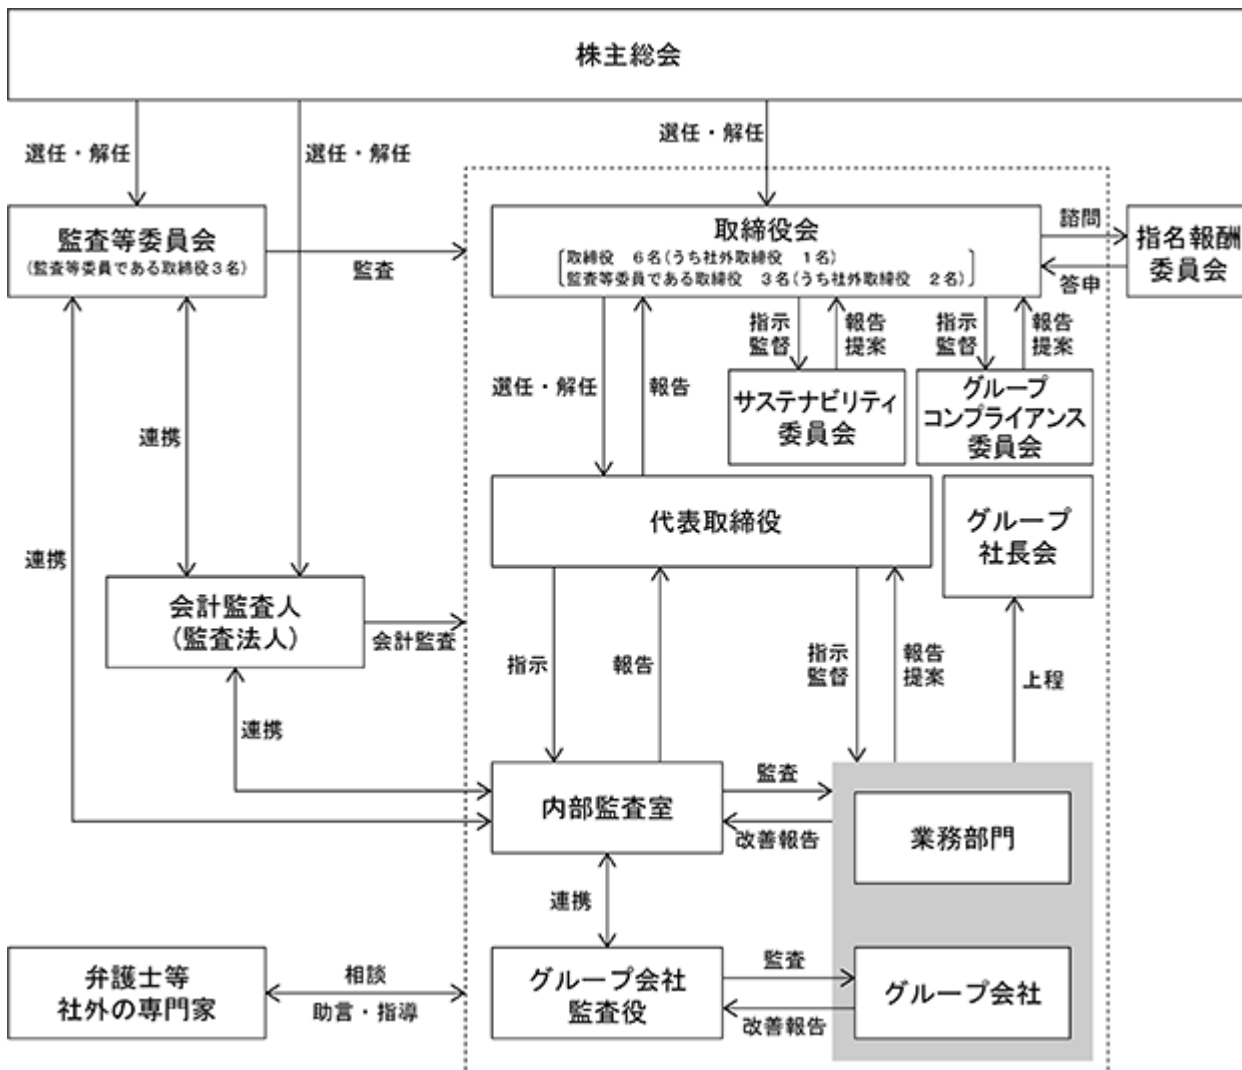 株主総会
選任・解任
選任・解任
選任・解任
監査等委員会
(監査等委員である取締役3名)
監査
取締役会
取締役 6名(うち社外取締役 1名)
監査等委員である取締役 3名(うち社外取締役 2名)
諮問
答申
指名報酬
委員会
指示
監督
報告
提案
指示
監督
報告
提案
選任・解任
報告
サステナビリティ
委員会
グループ
コンプライアンス
委員会
連携
代表取締役
グループ
社長会
連携
会計監査人
(監査法人)
会計監査
指示
報告
指示
監督
報告
提案
上程
連携
内部監査室
監査
改善報告
業務部門
連携
弁護士等
社外の専門家
相談
助言・指導
グループ会社
監査役
監査
改善報告
グループ会社